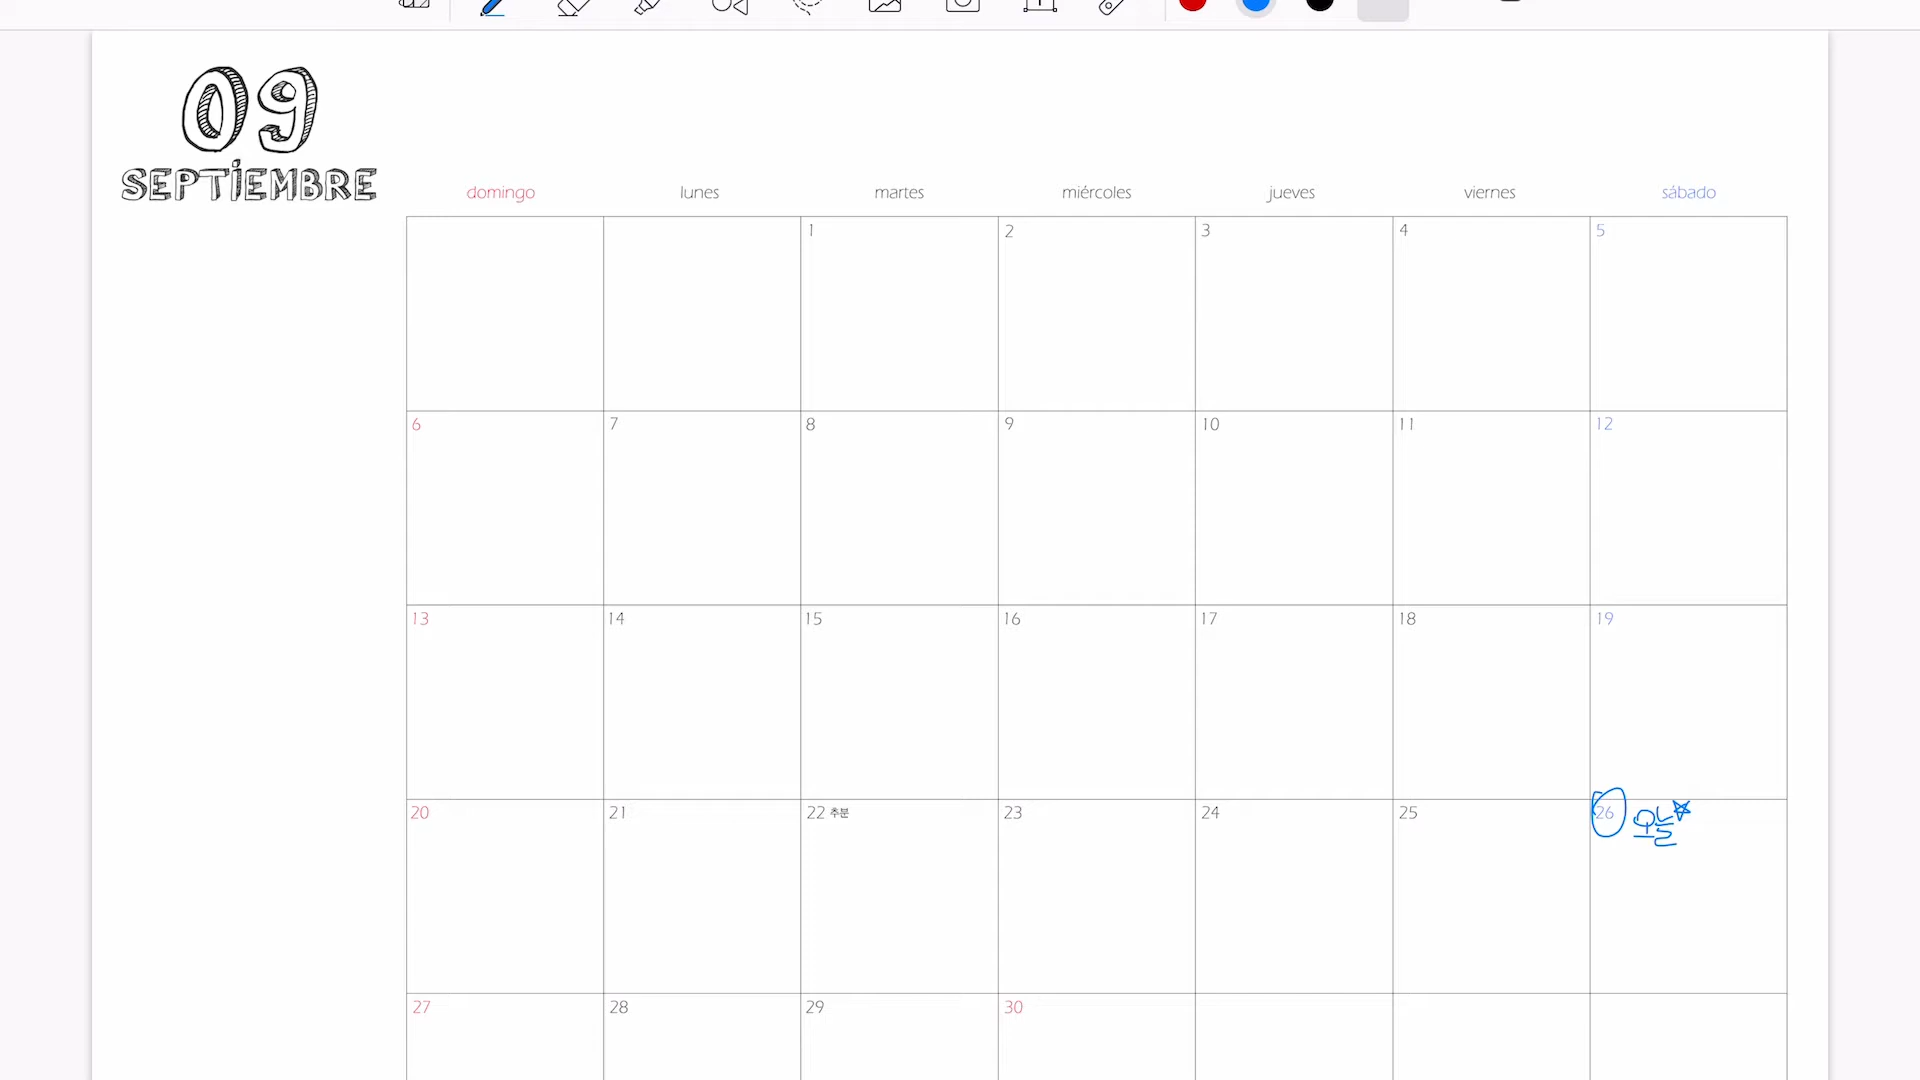 09
SEPTIEMBRE
domingo lunes martes miércoles jueves viernes sábado
1 2 3 4 5
6 7 8 9 10 11 12
13 14 15 16 17 18 19
20 21 22 추분 23 24 25 26 오늘
27 28 29 30